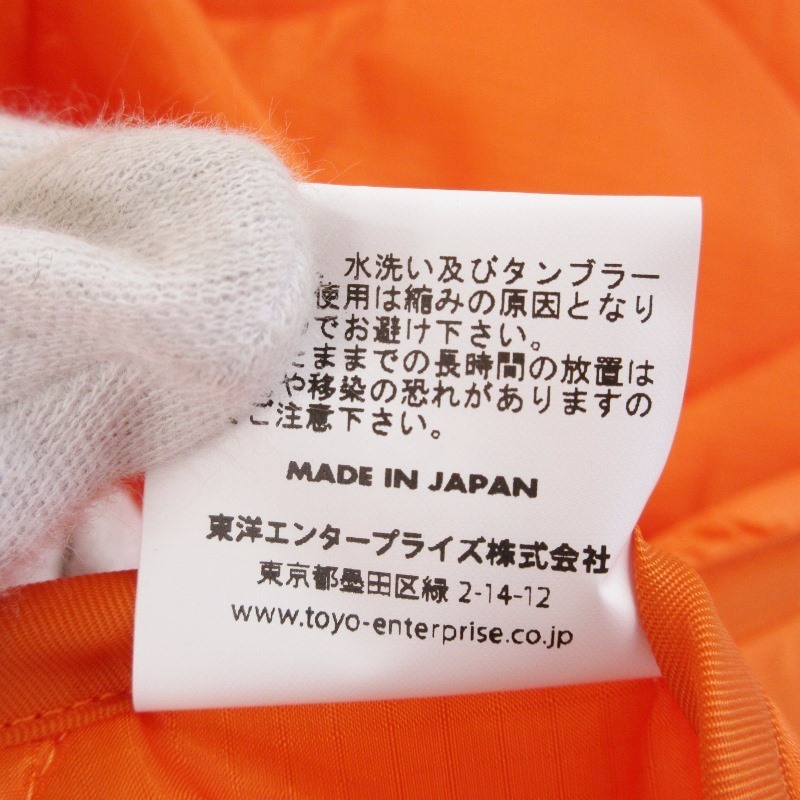 水洗い及びタンブラー
使用は縮みの原因となり
でお避け下さい。
ままでの長時間の放置は
や移染の恐れがありますの
ご注意下さい。
MADE IN JAPAN
東洋エンタープライズ株式会社
東京都墨田区緑 2-14-12
www.toyo-enterprise.co.jp